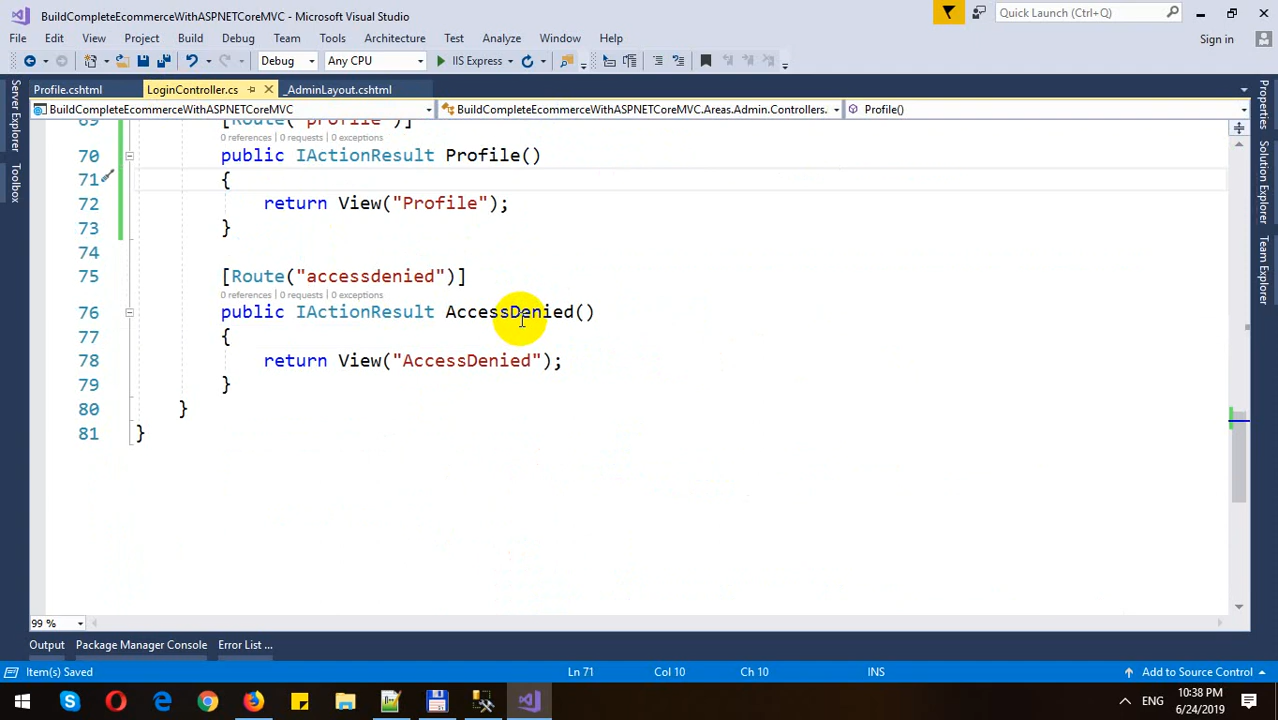 BuildCompleteEcommerceWithASPNETCoreMVC - Microsoft Visual Studio
Quick Launch (Ctrl+Q)
File Edit View Project Build Debug Team Tools Architecture Test Analyze Window Help
Sign in
Debug Any CPU IIS Express
Profile.cshtml LoginController.cs _AdminLayout.cshtml
BuildCompleteEcommerceWithASPNETCoreMVC BuildCompleteEcommerceWithASPNETCoreMVC.Areas.Admin.Controllers. Profile()
Server Explorer
Toolbox
Properties
Solution Explorer
Team Explorer
69 [Route("profile")]
0 references | 0 requests | 0 exceptions
70 public IActionResult Profile()
71 {
72 return View("Profile");
73 }
74
75 [Route("accessdenied")]
0 references | 0 requests | 0 exceptions
76 public IActionResult AccessDenied()
77 {
78 return View("AccessDenied");
79 }
80 }
81 }
99 %
Output Package Manager Console Error List ...
Item(s) Saved Ln 71 Col 10 Ch 10 INS Add to Source Control
ENG 10:38 PM
6/24/2019